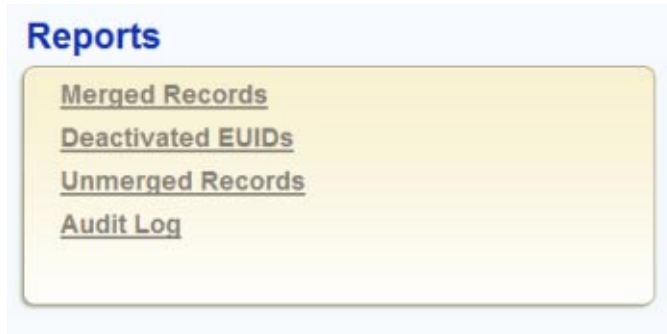 Reports
Merged Records
Deactivated EUIDs
Unmerged Records
Audit Log